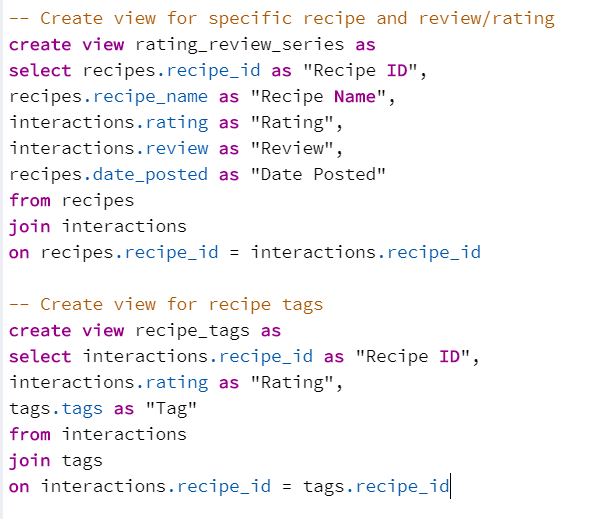 -- Create view for specific recipe and review/rating
create view rating_review_series as
select recipes.recipe_id as "Recipe ID",
recipes.recipe_name as "Recipe Name",
interactions.rating as "Rating",
interactions.review as "Review",
recipes.date_posted as "Date Posted"
from recipes
join interactions
on recipes.recipe_id = interactions.recipe_id

-- Create view for recipe tags
create view recipe_tags as
select interactions.recipe_id as "Recipe ID",
interactions.rating as "Rating",
tags.tags as "Tag"
from interactions
join tags
on interactions.recipe_id = tags.recipe_id